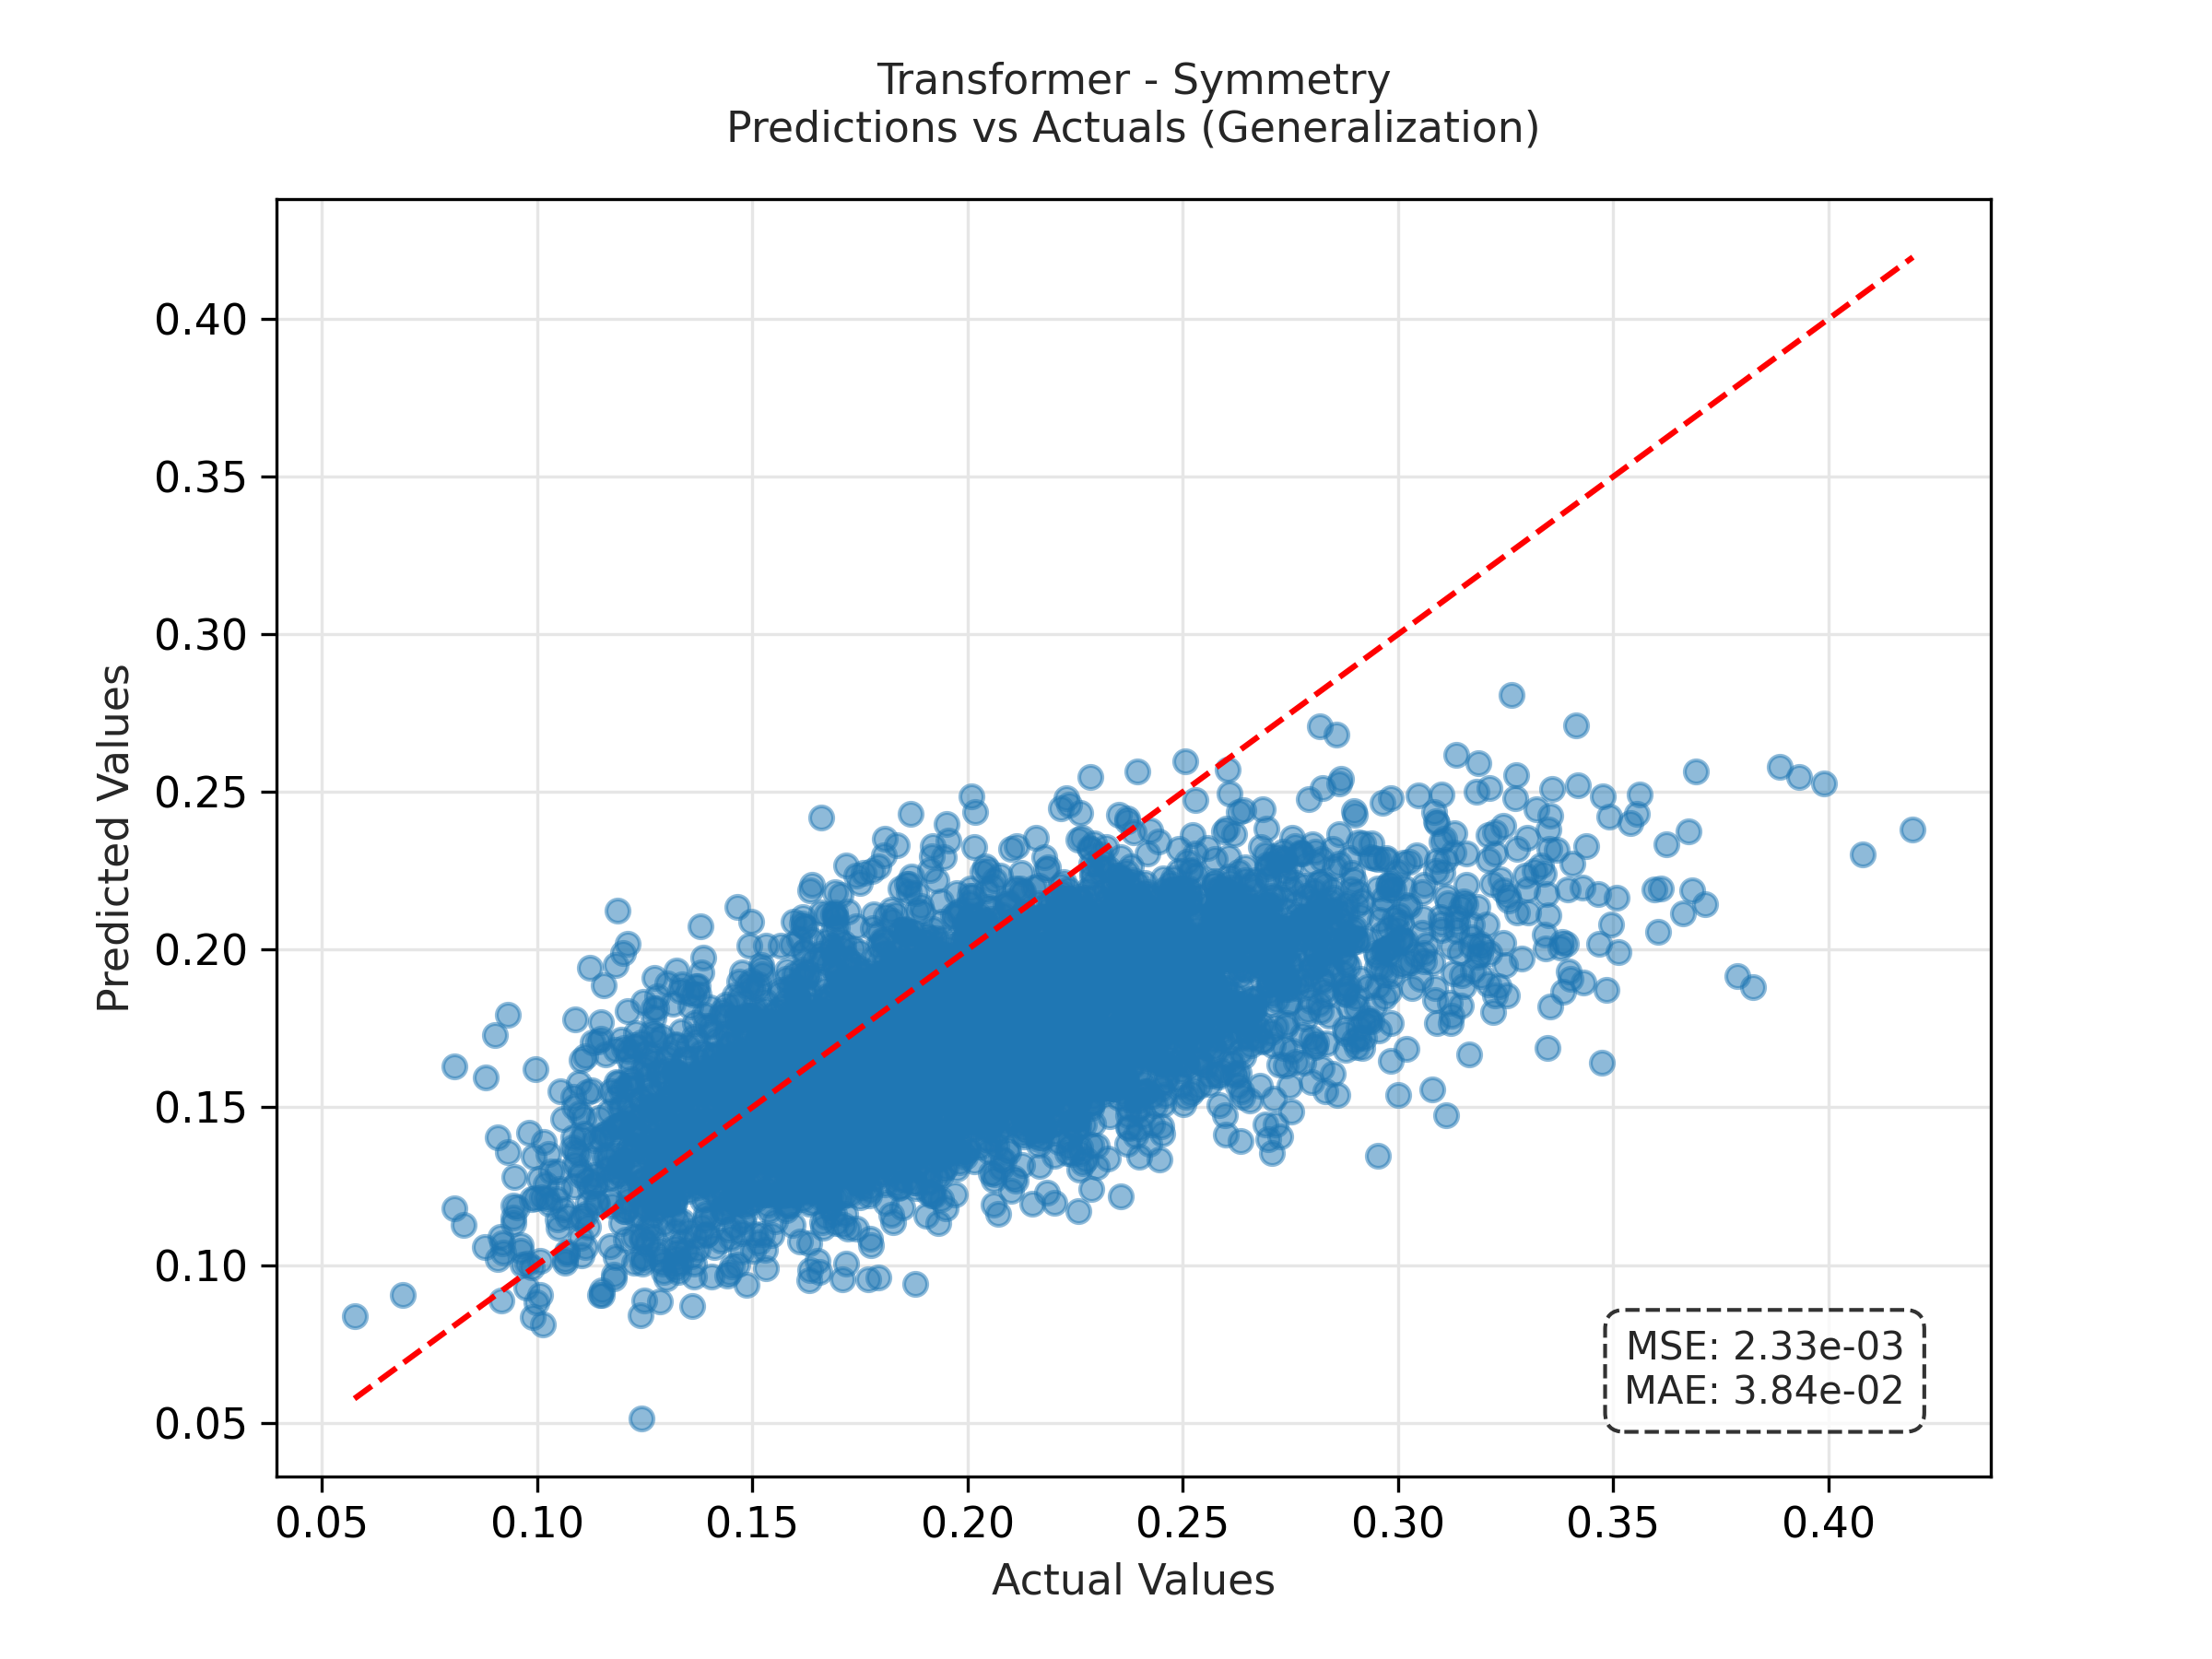 Transformer - Symmetry
Predictions vs Actuals (Generalization)
0.40
0.35
0.30
0.25
0.20
0.15
0.10
0.05
Predicted Values
MSE: 2.33e-03
MAE: 3.84e-02
0.05 0.10 0.15 0.20 0.25 0.30 0.35 0.40
Actual Values